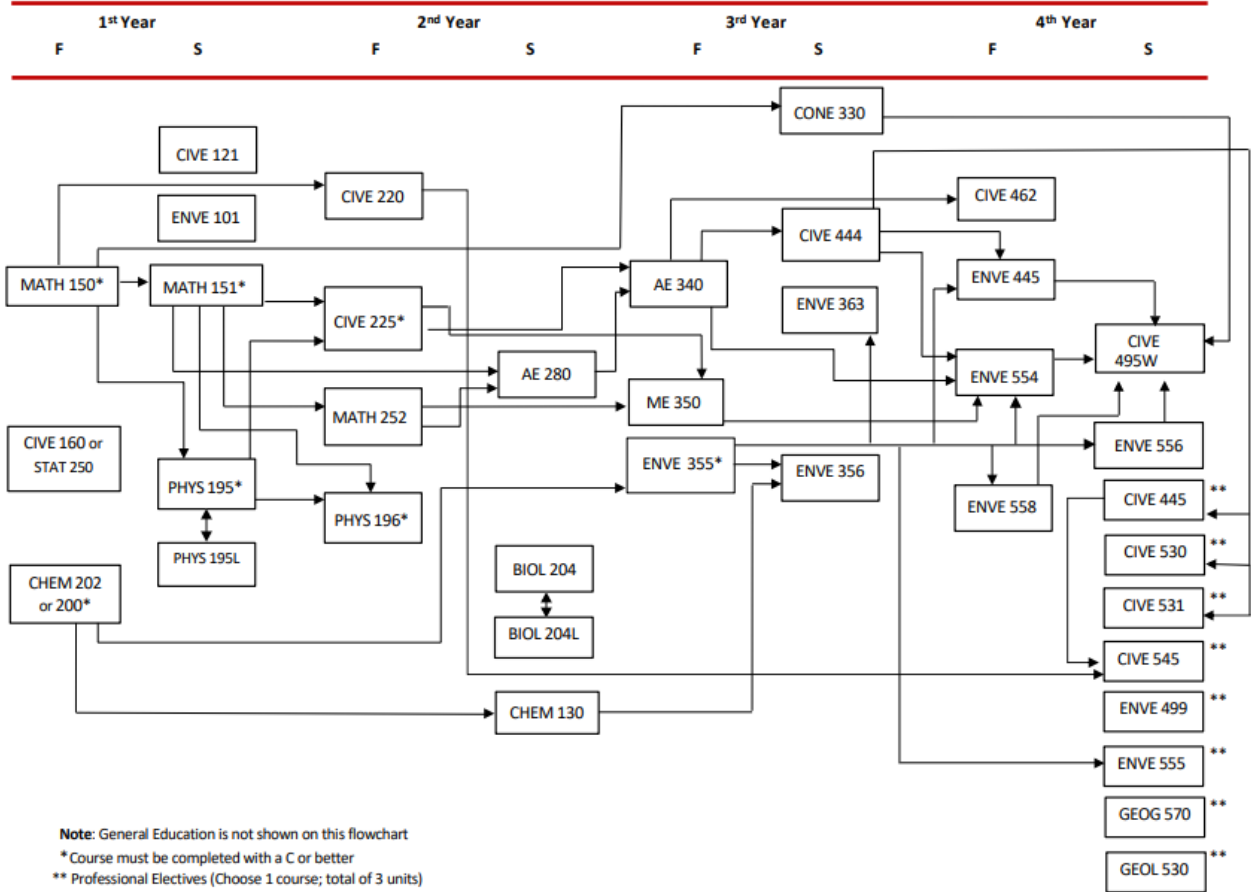 1st Year
2nd Year
3rd Year
4th Year
F
S
F
S
F
S
F
S
CONE 330
CIVE 121
CIVE 220
CIVE 462
ENVE 101
CIVE 444
MATH 150*
MATH 151*
AE 340
ENVE 445
CIVE 225*
ENVE 363
CIVE
495W
AE 280
ENVE 554
MATH 252
ME 350
CIVE 160 or
STAT 250
ENVE 355*
ENVE 356
ENVE 556
PHYS 195*
PHYS 196*
ENVE 558
CIVE 445
**
PHYS 195L
BIOL 204
CIVE 530
**
CHEM 202
or 200*
BIOL 204L
CIVE 531
**
CIVE 545
**
CHEM 130
ENVE 499
**
ENVE 555
**
GEOG 570
**
GEOL 530
**
Note: General Education is not shown on this flowchart
*Course must be completed with a C or better
** Professional Electives (Choose 1 course; total of 3 units)